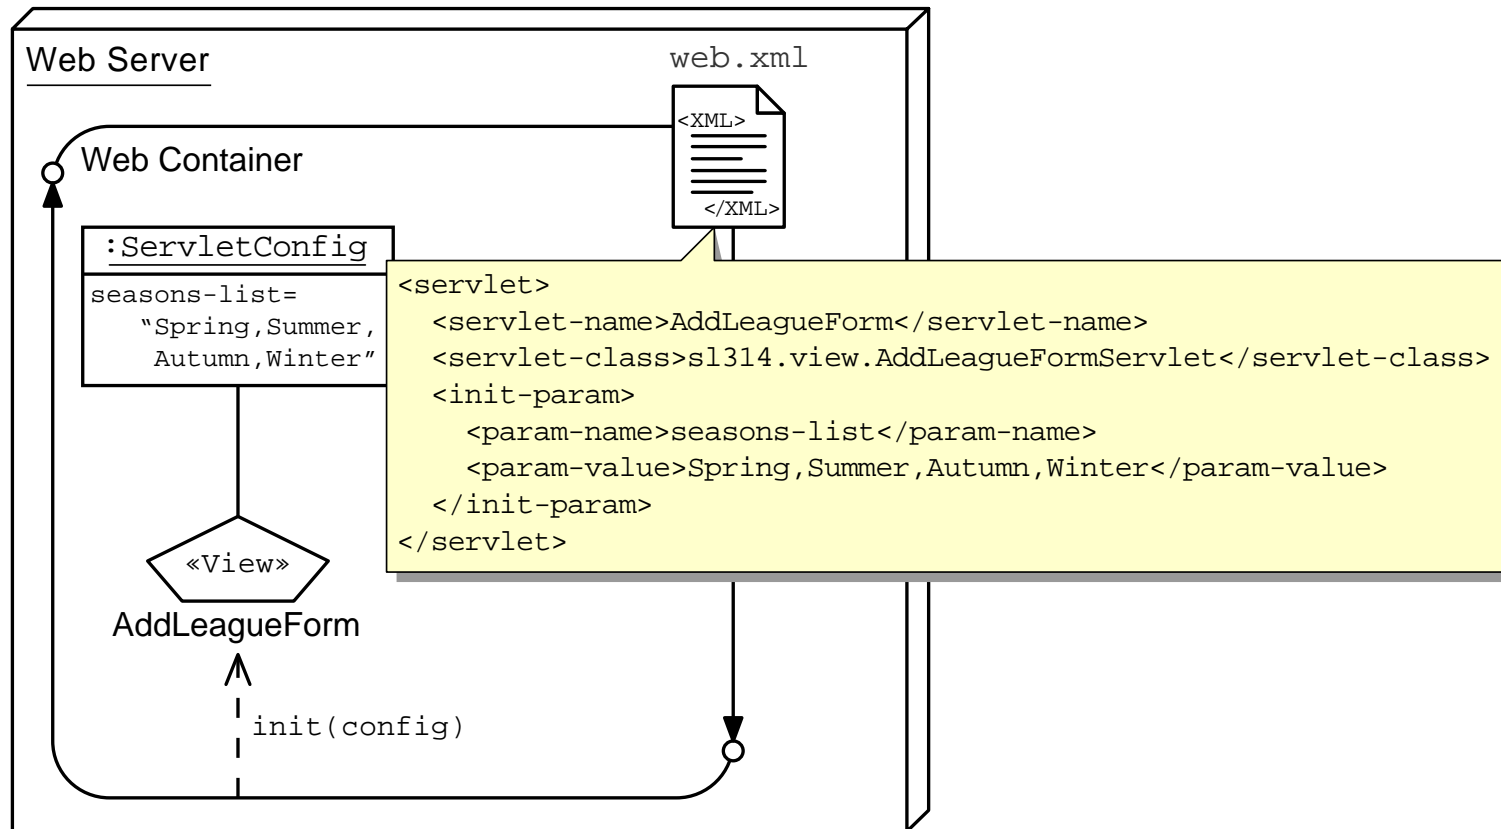 Web Server
web.xml
<XML>
</XML>
Web Container
:ServletConfig
seasons-list=
“Spring,Summer,
Autumn,Winter”
<servlet>
<servlet-name>AddLeagueForm</servlet-name>
<servlet-class>sl314.view.AddLeagueFormServlet</servlet-class>
<init-param>
<param-name>seasons-list</param-name>
<param-value>Spring,Summer,Autumn,Winter</param-value>
</init-param>
</servlet>
«View»
AddLeagueForm
init(config)